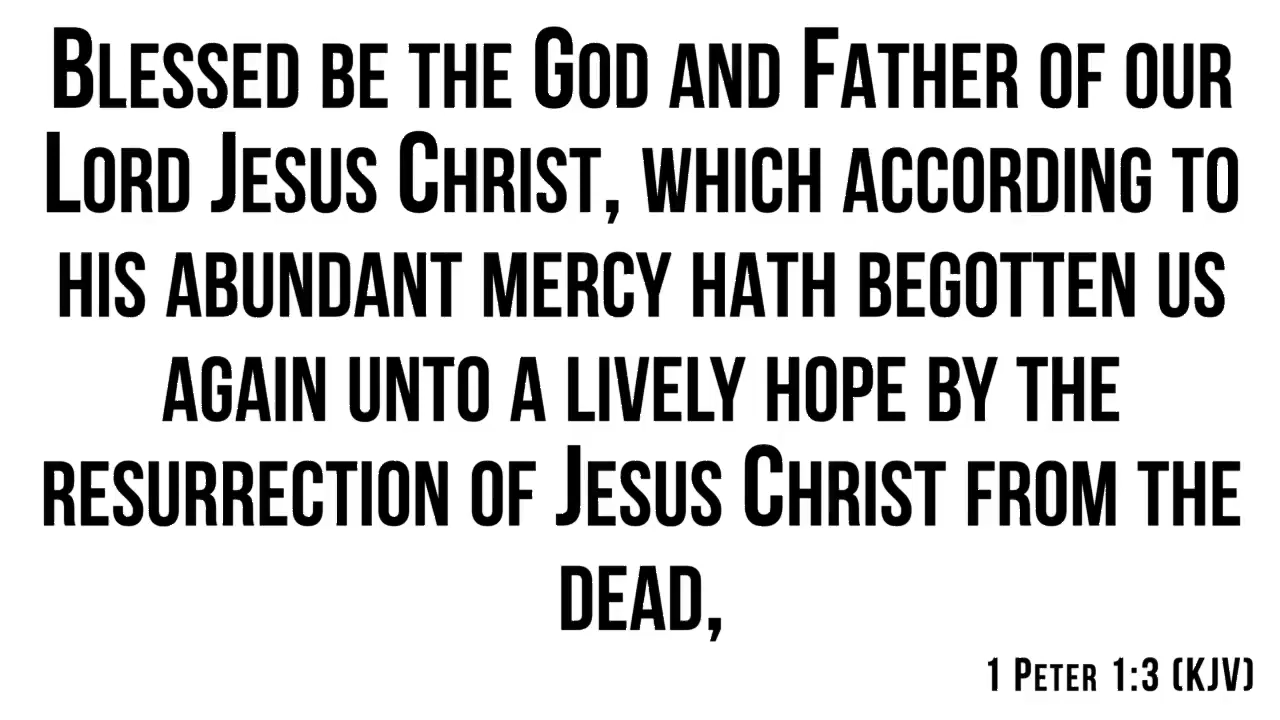 Blessed be the God and Father of our
Lord Jesus Christ, which according to
his abundant mercy hath begotten us
again unto a lively hope by the
resurrection of Jesus Christ from the
dead,
1 Peter 1:3 (KJV)